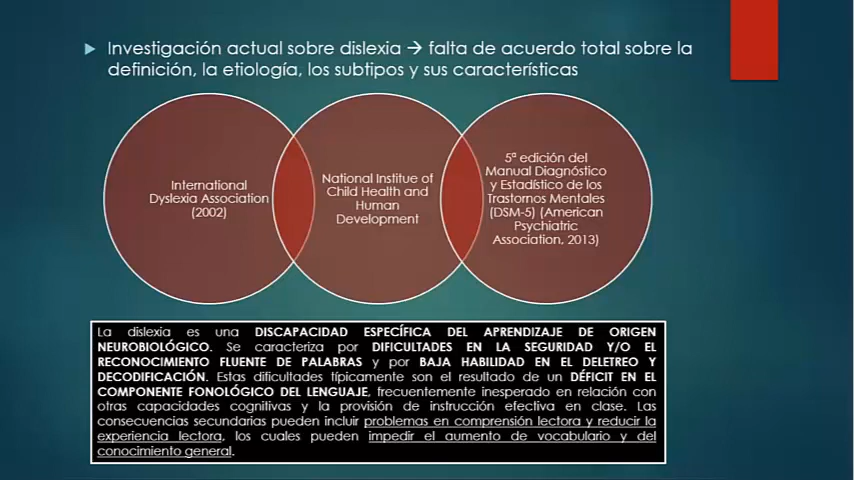 Investigación actual sobre dislexia → falta de acuerdo total sobre la
definición, la etiología, los subtipos y sus características
International
Dyslexia Association
(2002)
National Institue of
Child Health and
Human
Development
5ª edición del
Manual Diagnóstico
y Estadístico de los
Trastornos Mentales
(DSM-5) (American
Psychiatric
Association, 2013)
La dislexia es una DISCAPACIDAD ESPECÍFICA DEL APRENDIZAJE DE ORIGEN
NEUROBIOLÓGICO. Se caracteriza por DIFICULTADES EN LA SEGURIDAD Y/O EL
RECONOCIMIENTO FLUENTE DE PALABRAS y por BAJA HABILIDAD EN EL DELETREO Y
DECODIFICACIÓN. Estas dificultades típicamente son el resultado de un DÉFICIT EN EL
COMPONENTE FONOLÓGICO DEL LENGUAJE, frecuentemente inesperado en relación con
otras capacidades cognitivas y la provisión de instrucción efectiva en clase. Las
consecuencias secundarias pueden incluir problemas en comprensión lectora y reducir la
experiencia lectora, los cuales pueden impedir el aumento de vocabulario y del
conocimiento general.